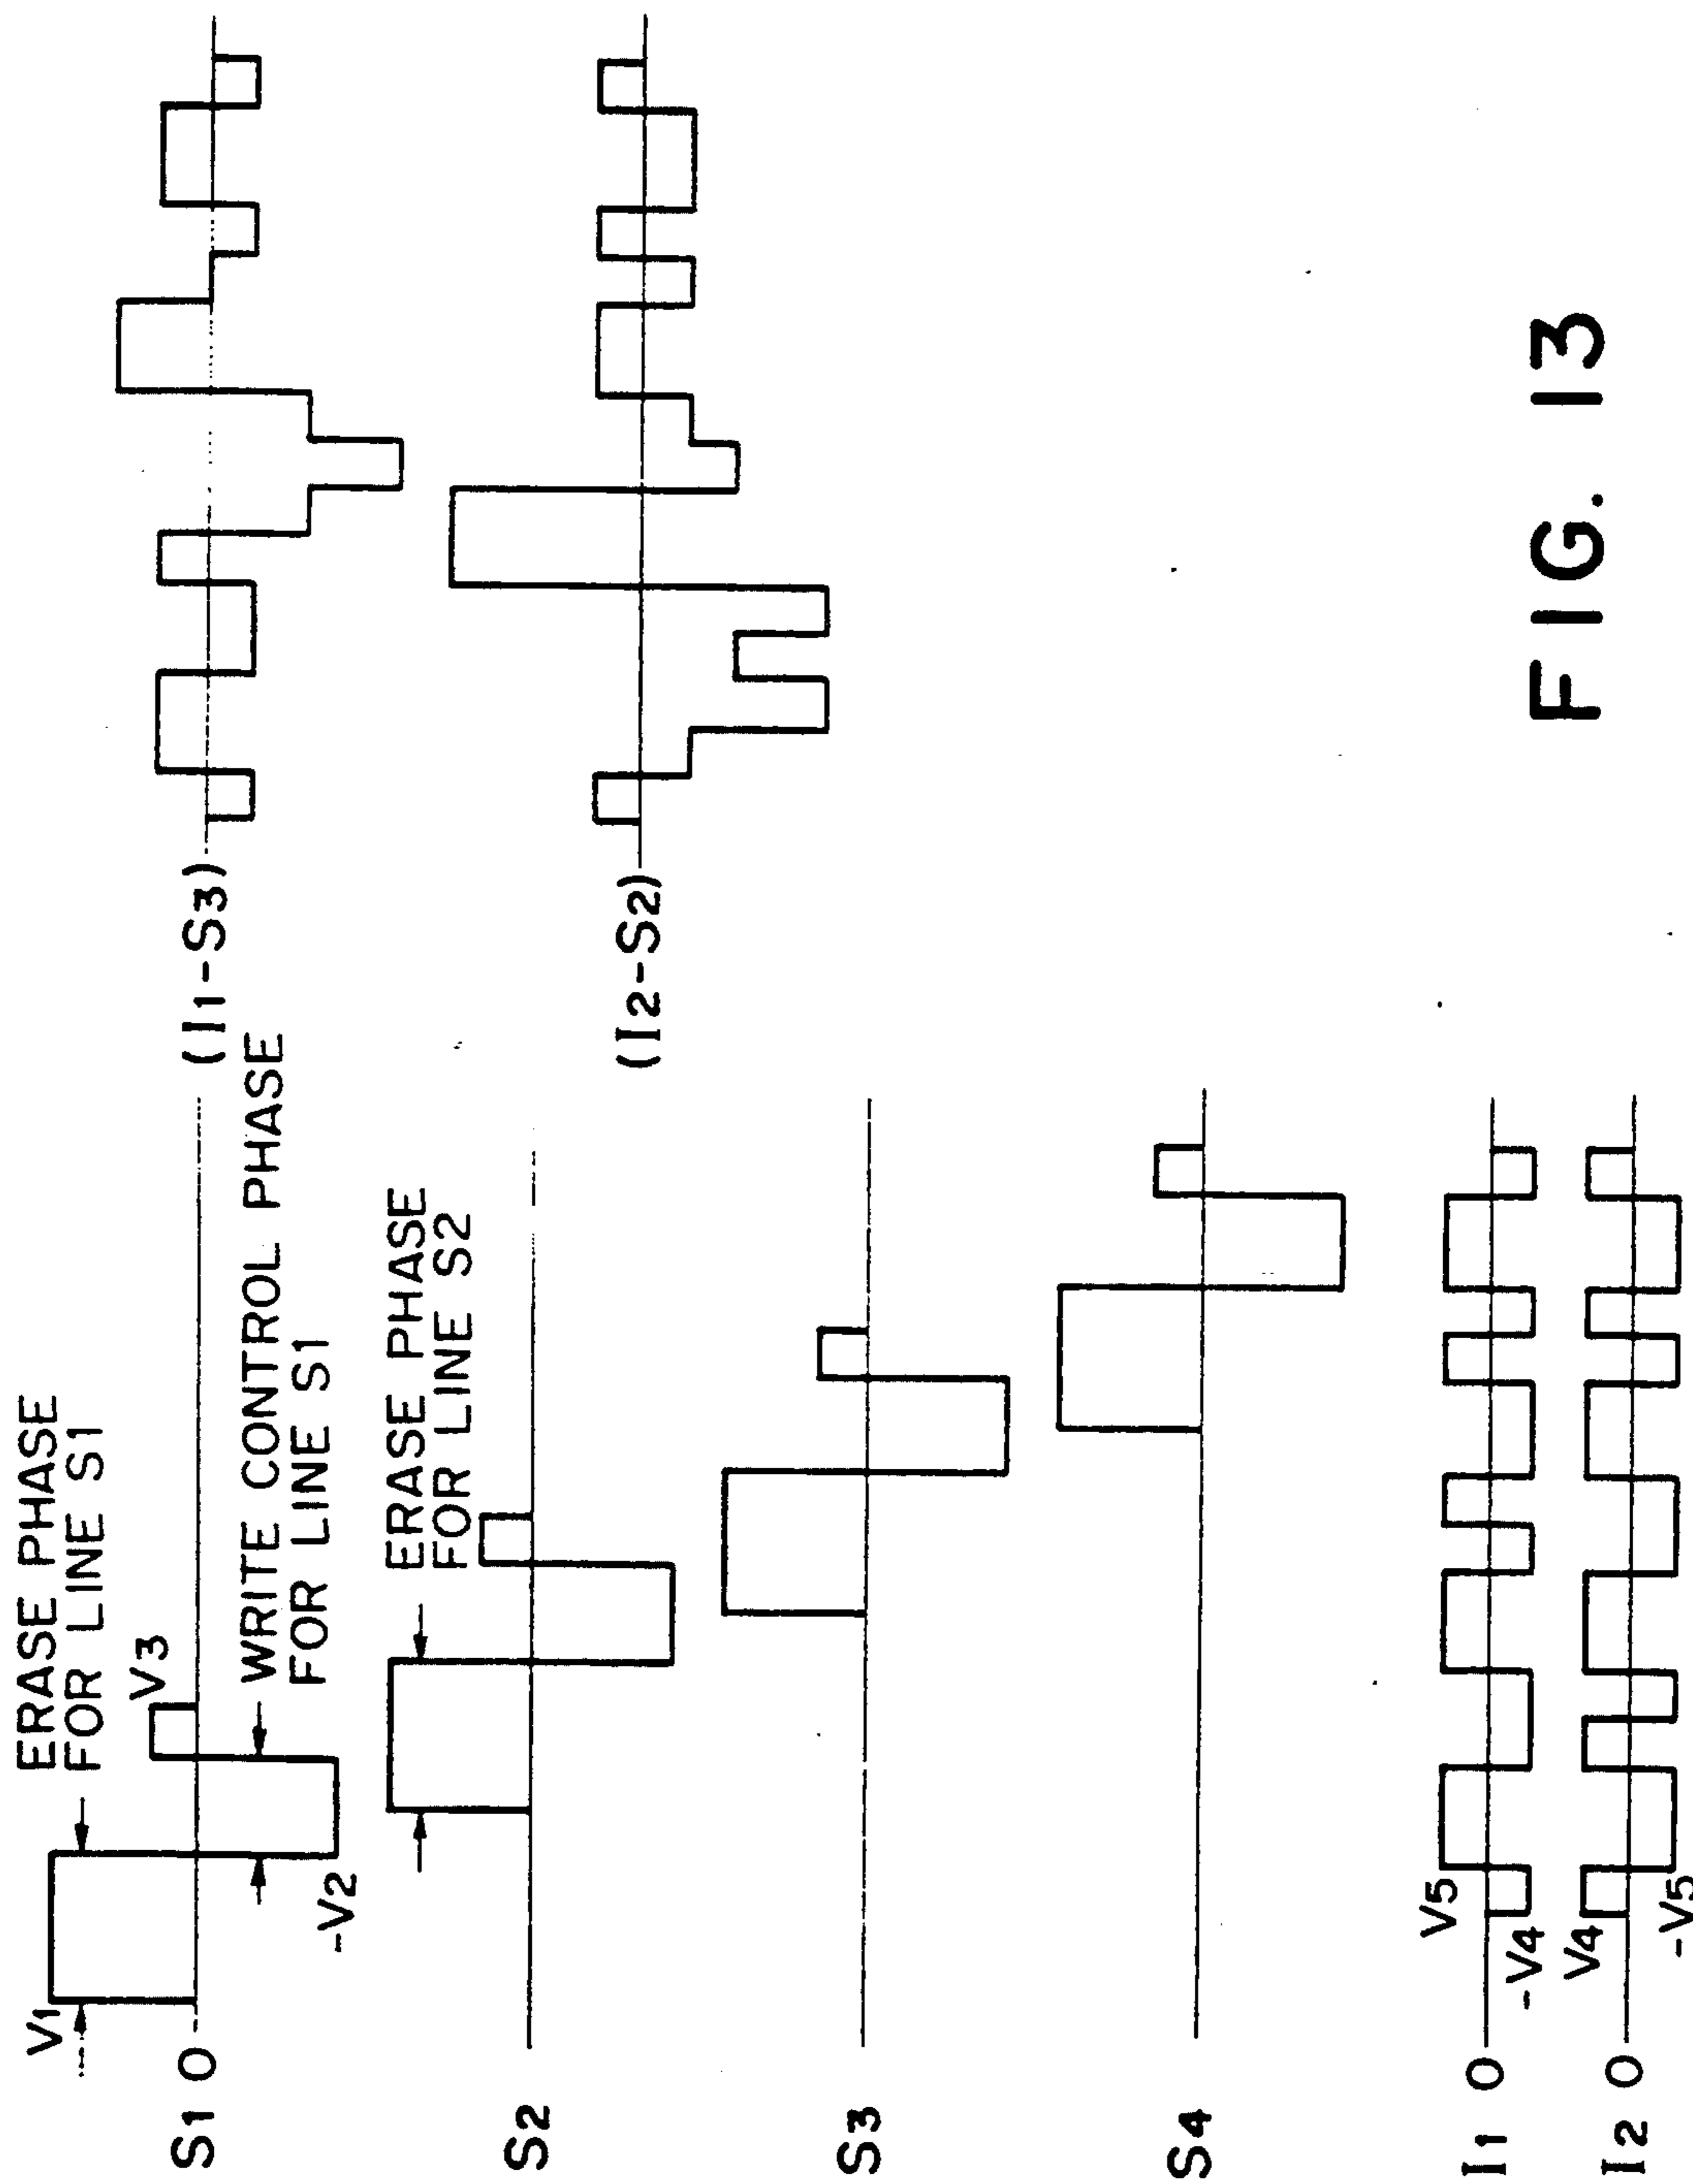 ERASE PHASE
FOR LINE S1
V1
V3
S1 0
-V2
WRITE CONTROL PHASE
FOR LINE S1
ERASE PHASE
FOR LINE S2
S2
S3
S4
V5
I1 0
-V4
V4
I2 0
-V5
(I1-S3)
(I2-S2)
FIG. 13